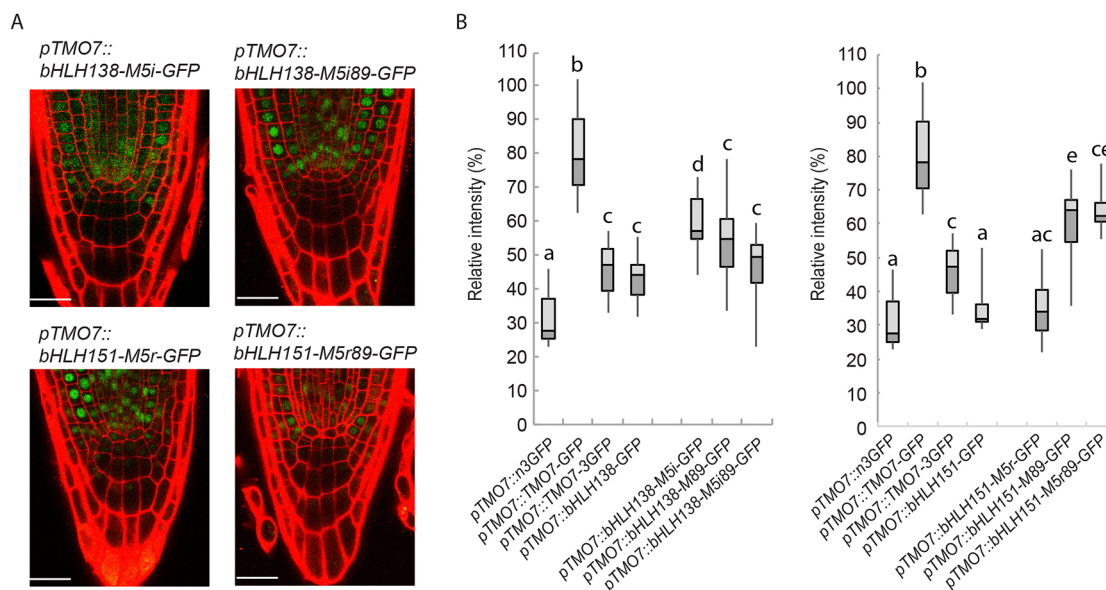 A
pTMO7::
bHLH138-M5i-GFP
pTMO7::
bHLH138-M5i89-GFP
pTMO7::
bHLH151-M5r-GFP
pTMO7::
bHLH151-M5r89-GFP
B
Relative intensity (%)
110
100
90
80
70
60
50
40
30
20
10
0
a
b
c
c
d
c
c
pTMO7::n3GFP
pTMO7::TMO7-GFP
pTMO7::TMO7-3GFP
pTMO7::bHLH138-GFP
pTMO7::bHLH138-M5i-GFP
pTMO7::bHLH138-M89-GFP
pTMO7::bHLH138-M5i89-GFP
Relative intensity (%)
110
100
90
80
70
60
50
40
30
20
10
0
a
b
c
a
ac
e
ce
pTMO7::n3GFP
pTMO7::TMO7-GFP
pTMO7::TMO7-3GFP
pTMO7::bHLH151-GFP
pTMO7::bHLH151-M5r-GFP
pTMO7::bHLH151-M89-GFP
pTMO7::bHLH151-M5r89-GFP